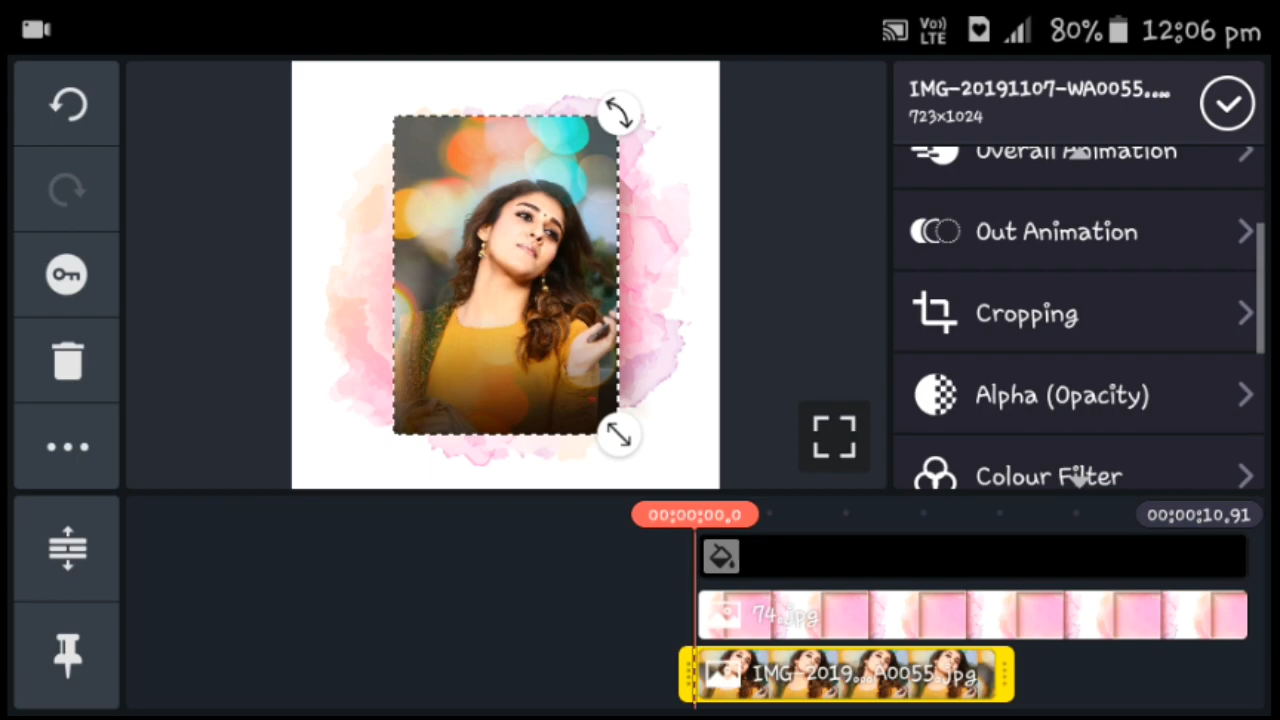 Vo)) LTE 80% 12:06 pm
IMG-20191107-WA0055....
723x1024
Overall Animation
Out Animation
Cropping
Alpha (Opacity)
Colour Filter
00:00:00.0
00:00:10.91
74.jpg
IMG-2019...A0055.jpg